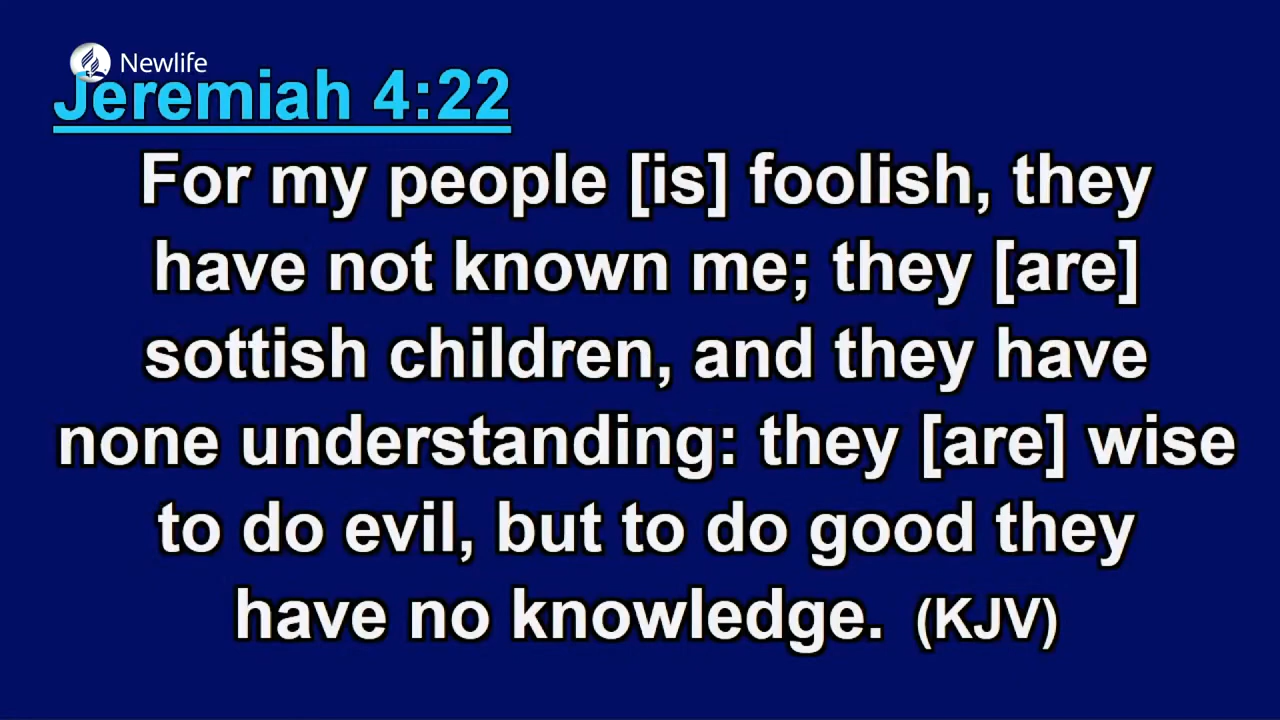 Newlife
Jeremiah 4:22
For my people [is] foolish, they
have not known me; they [are]
sottish children, and they have
none understanding: they [are] wise
to do evil, but to do good they
have no knowledge. (KJV)